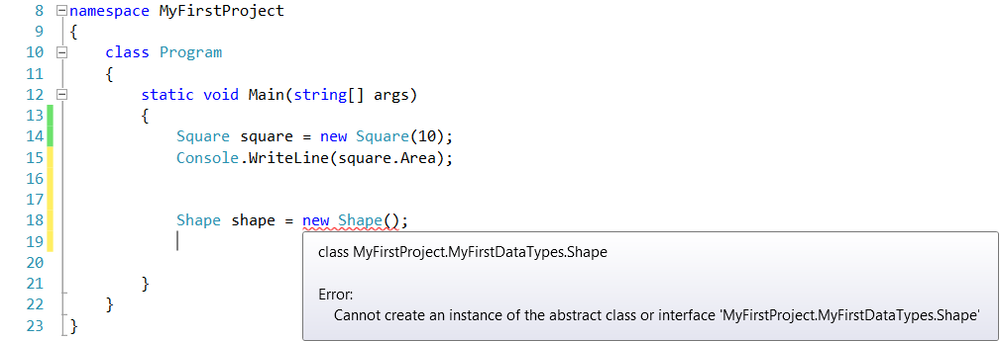 8 namespace MyFirstProject
9 {
10 class Program
11 {
12 static void Main(string[] args)
13 {
14 Square square = new Square(10);
15 Console.WriteLine(square.Area);
16
17
18 Shape shape = new Shape();
19
class MyFirstProject.MyFirstDataTypes.Shape
20
Error:
21 }
Cannot create an instance of the abstract class or interface 'MyFirstProject.MyFirstDataTypes.Shape'
22 }
23 }